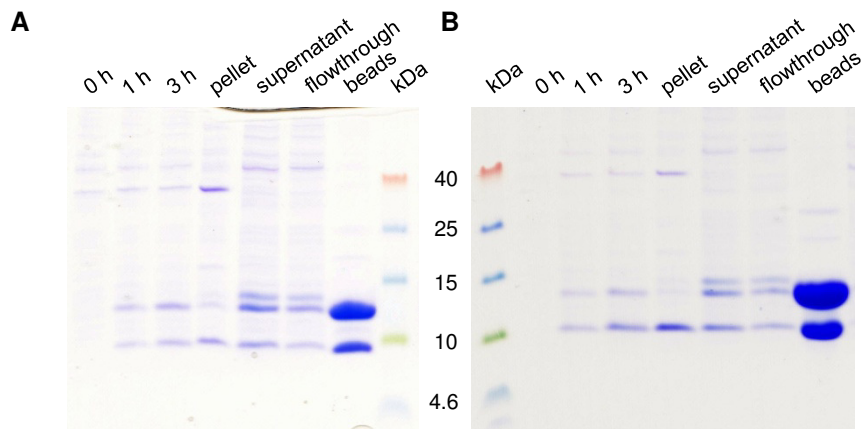 A
0 h 1 h 3 h pellet supernatant flowthrough beads kDa
B
kDa 0 h 1 h 3 h pellet supernatant flowthrough beads
40
25
15
10
4.6